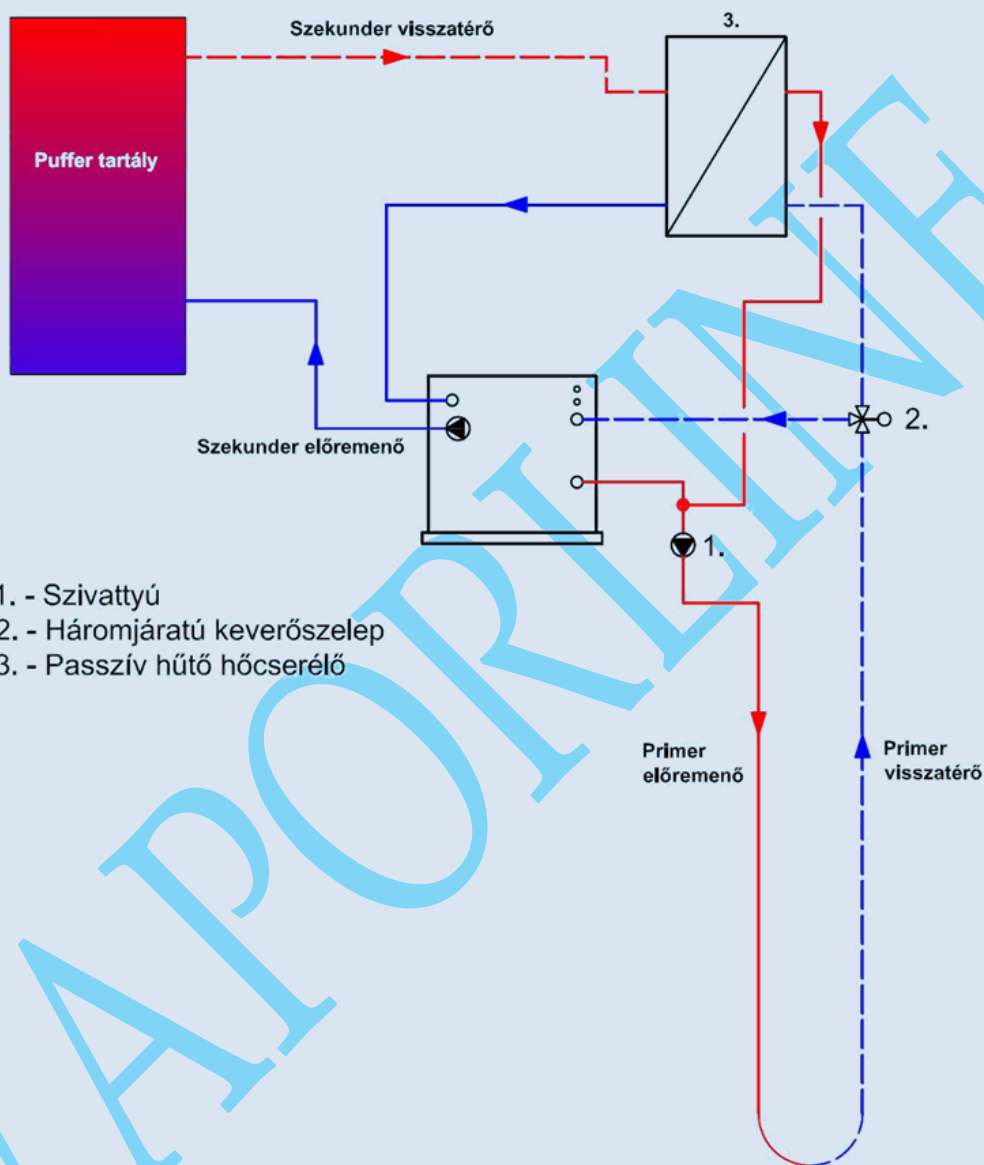 Szekunder visszatérő
3.
Puffer tartály
Szekunder előremenő
2.
1.
1. - Szivattyú
2. - Háromjáratú keverőszelep
3. - Passzív hűtő hőcserélő
Primer
előremenő
Primer
visszatérő
APORLINE